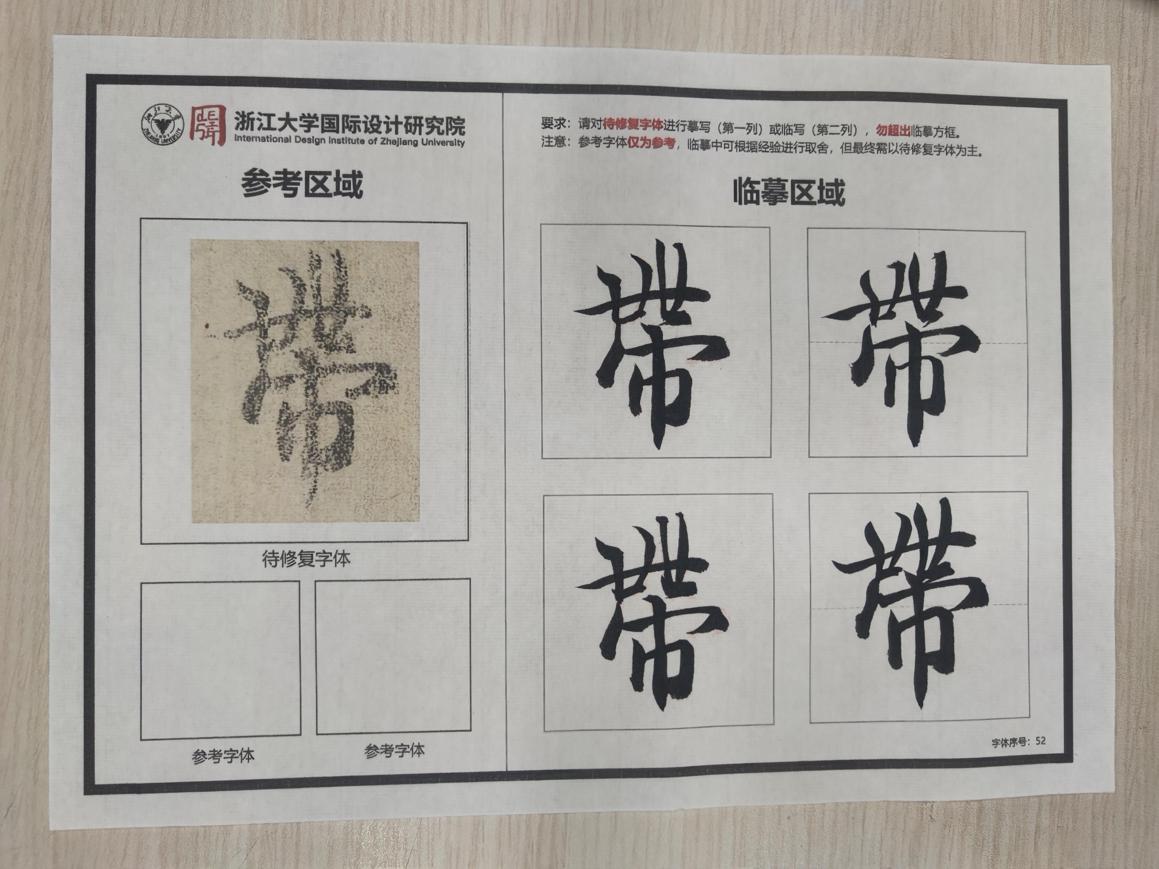 浙江大学国际设计研究院
International Design Institute of Zhejiang University
参考区域
帶
待修复字体
参考字体
参考字体
要求：请对待修复字体进行摹写（第一列）或临写（第二列），勿超出临摹方框。
注意：参考字体仅为参考，临摹中可根据经验进行取舍，但最终需以待修复字体为主。
临摹区域
帶 帶
帶 帶
字体序号：52